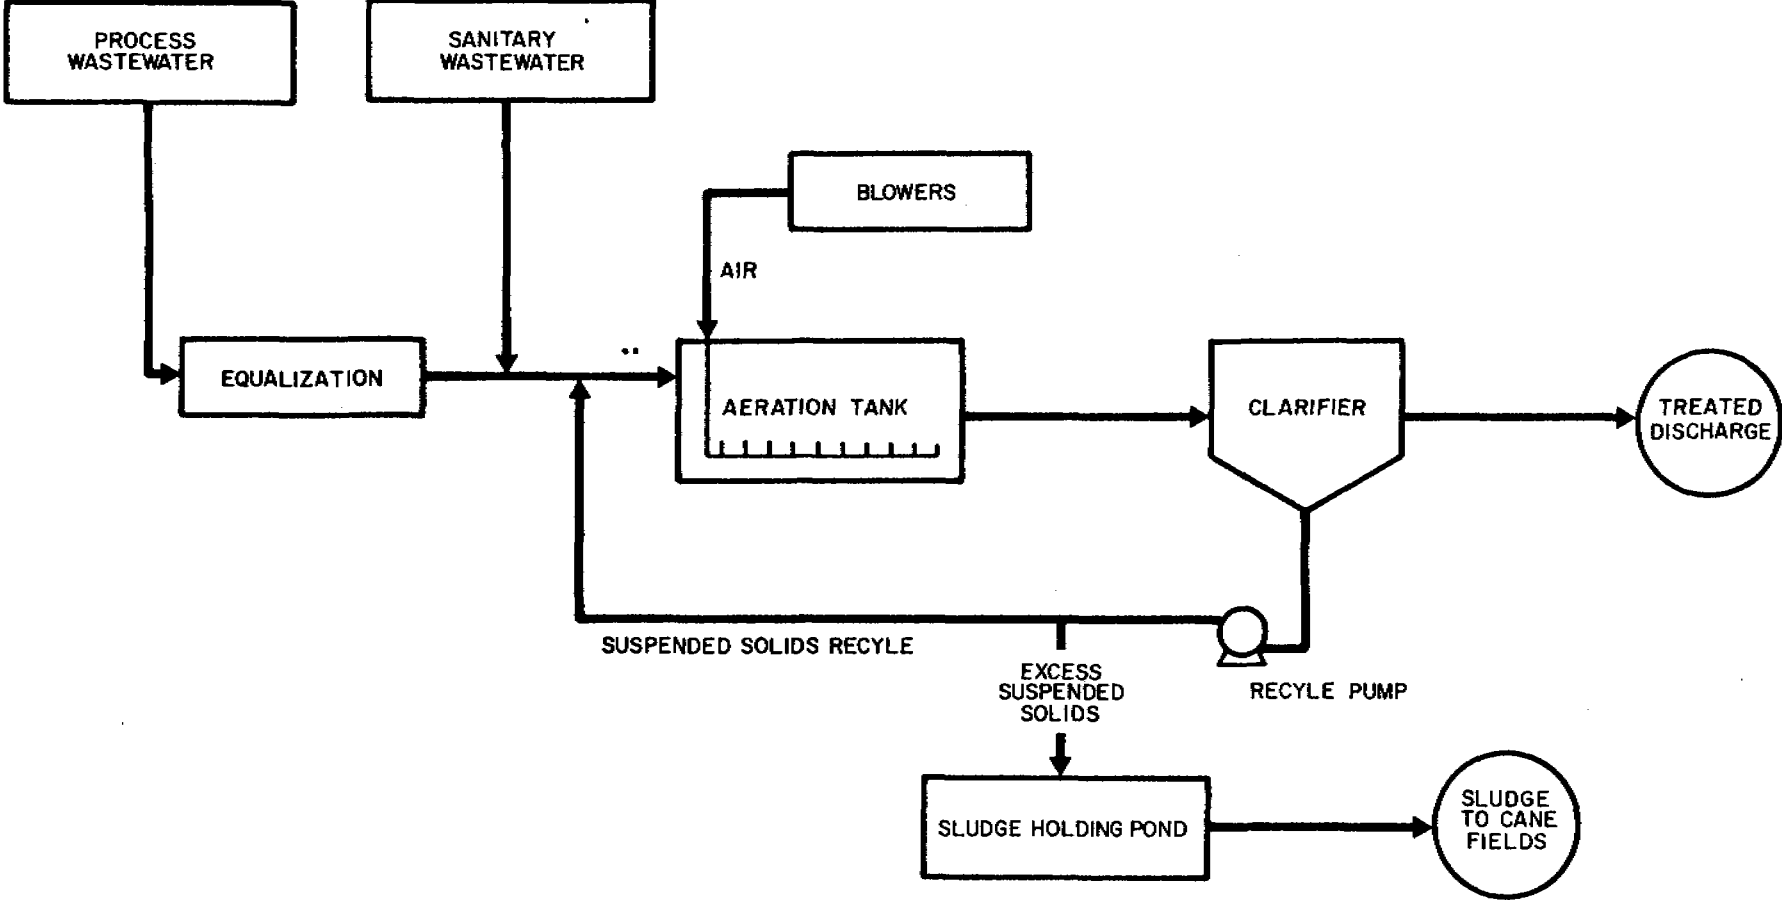 PROCESS
WASTEWATER
SANITARY
WASTEWATER
BLOWERS
AIR
EQUALIZATION
AERATION TANK
CLARIFIER
TREATED
DISCHARGE
SUSPENDED SOLIDS RECYLE
EXCESS
SUSPENDED
SOLIDS
RECYLE PUMP
SLUDGE HOLDING POND
SLUDGE
TO CANE
FIELDS